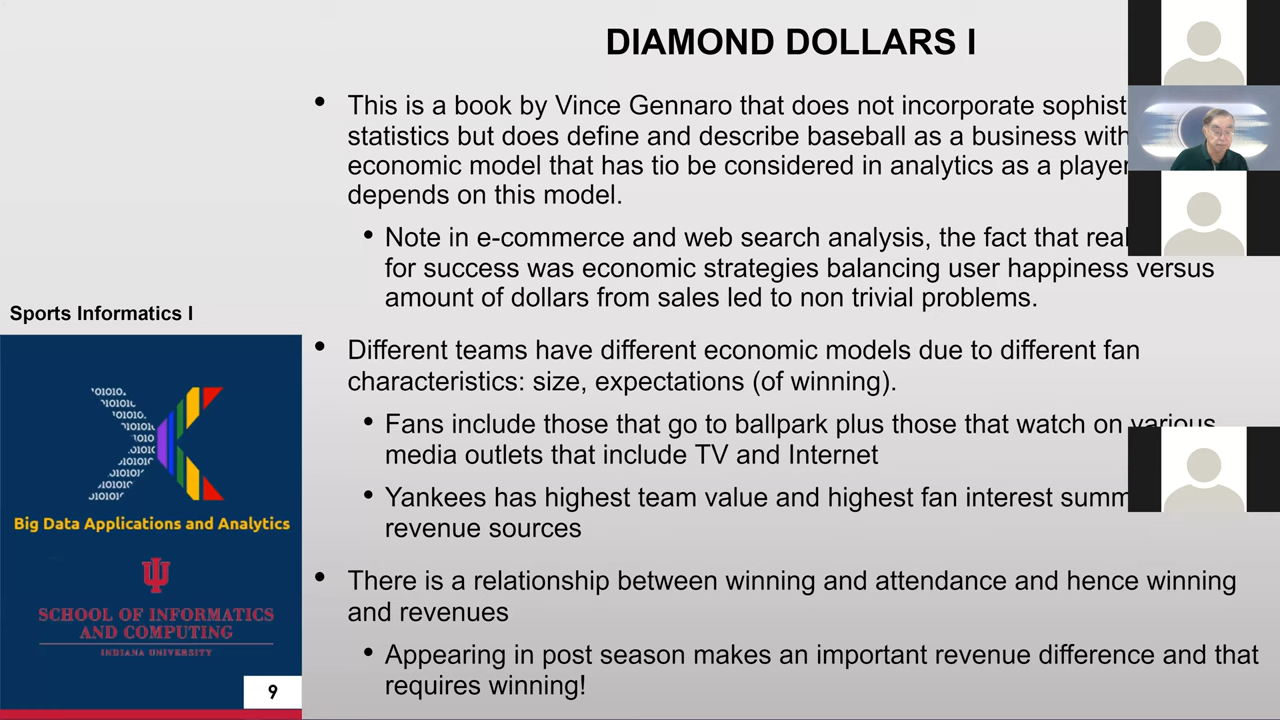 DIAMOND DOLLARS I
• This is a book by Vince Gennaro that does not incorporate
statistics but does define and describe baseball as a business with
economic model that has tio be considered in analytics as a player
depends on this model.
• Note in e-commerce and web search analysis, the fact that real
for success was economic strategies balancing user happiness versus
amount of dollars from sales led to non trivial problems.
• Different teams have different economic models due to different fan
characteristics: size, expectations (of winning).
• Fans include those that go to ballpark plus those that watch on various
media outlets that include TV and Internet
• Yankees has highest team value and highest fan interest
revenue sources
• There is a relationship between winning and attendance and hence winning
and revenues
• Appearing in post season makes an important revenue difference and that
requires winning!
Sports Informatics I
Big Data Applications and Analytics
SCHOOL OF INFORMATICS
AND COMPUTING
INDIANA UNIVERSITY
9